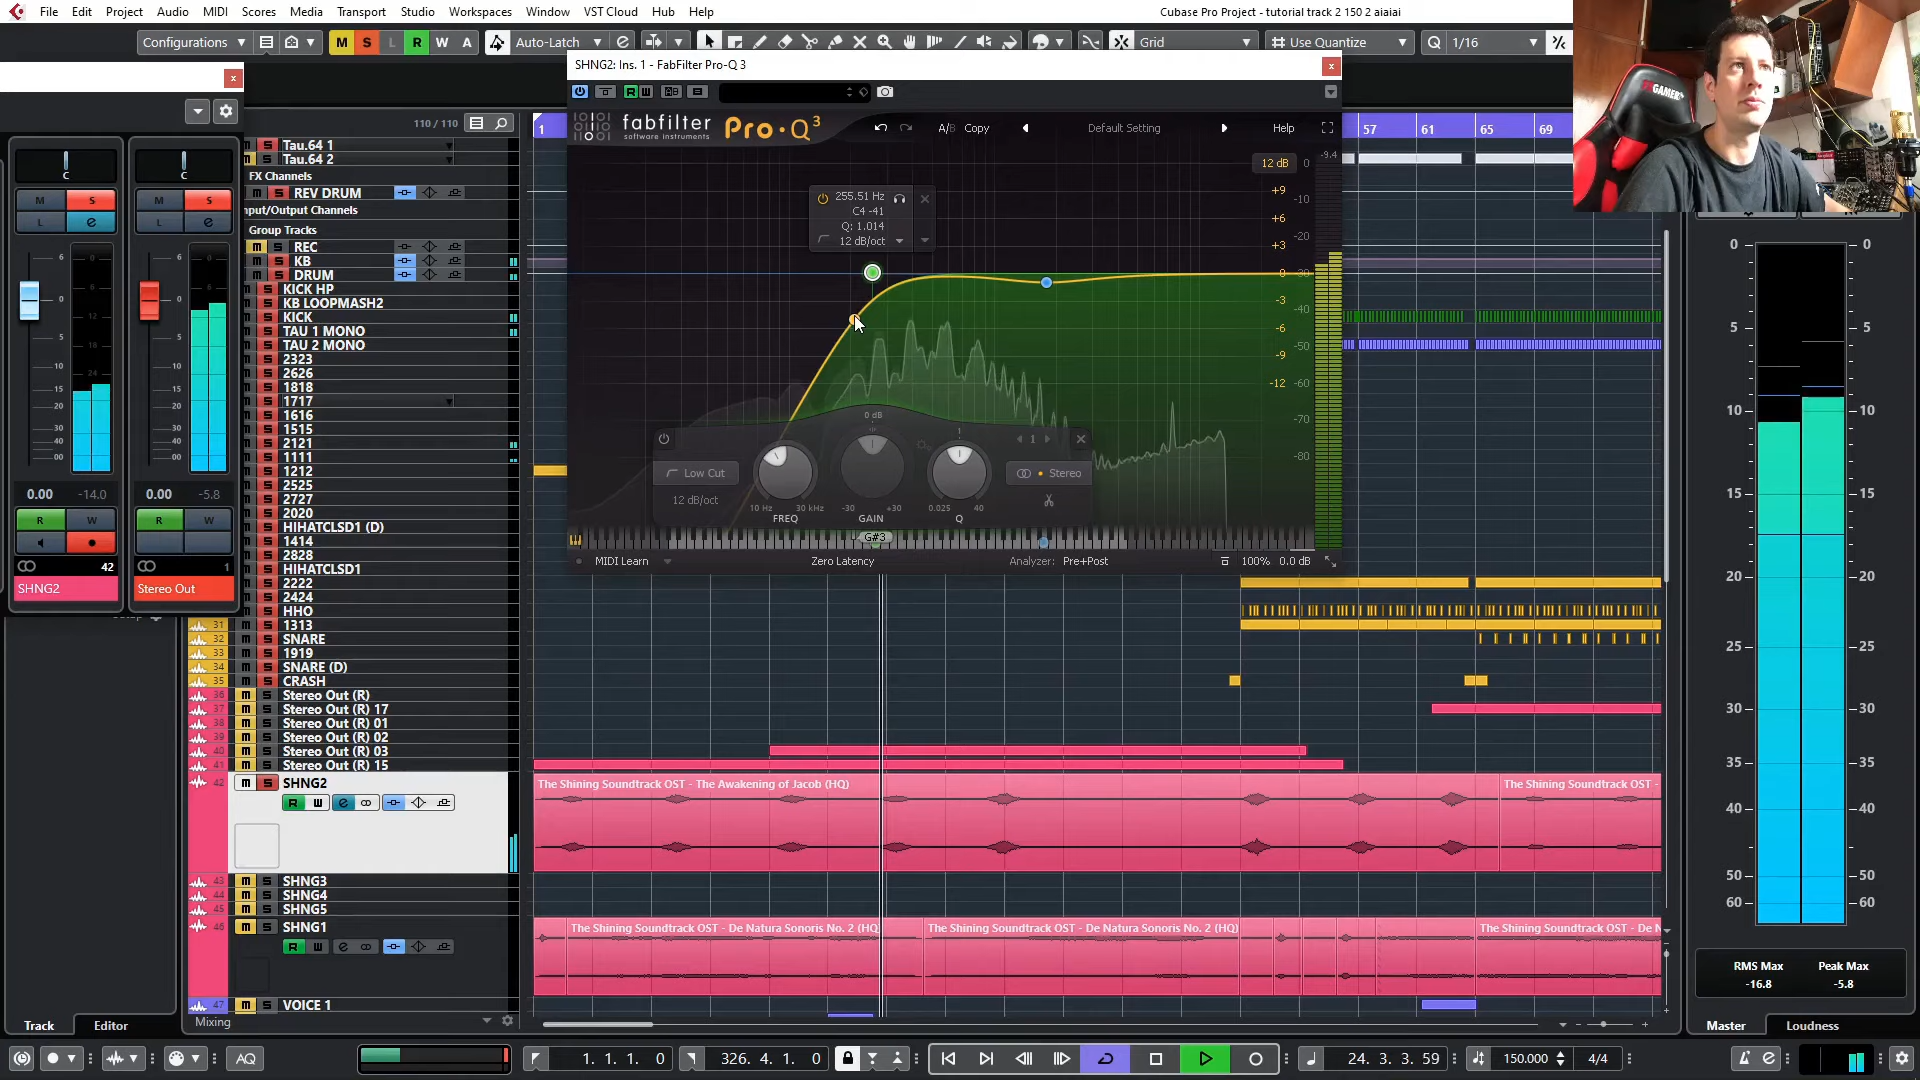 File Edit Project Audio MIDI Scores Media Transport Studio Workspaces Window VST Cloud Hub Help
Cubase Pro Project - tutorial track 2 150 2 aiaiai
Configurations M S L R W A Auto-Latch Grid Use Quantize Q 1/16
SHNG2: Ins. 1 - FabFilter Pro-Q 3
fabfilter
software instruments
Pro·Q³
A/B Copy Default Setting Help
110 / 110
1 57 61 65 69
Tau.64 1
Tau.64 2
FX Channels
REV DRUM
nput/Output Channels
Group Tracks
REC
KB
DRUM
KICK HP
KB LOOPMASH2
KICK
TAU 1 MONO
TAU 2 MONO
2323
2626
1818
1717
1616
1515
2121
1111
1212
2525
2727
2020
HIHATCLSD1 (D)
1414
2828
HIHATCLSD1
2222
2424
HHO
31 1313
32 SNARE
33 1919
34 SNARE (D)
35 CRASH
36 Stereo Out (R)
37 Stereo Out (R) 17
38 Stereo Out (R) 01
39 Stereo Out (R) 02
40 Stereo Out (R) 03
41 Stereo Out (R) 15
42 SHNG2
43 SHNG3
44 SHNG4
45 SHNG5
46 SHNG1
47 VOICE 1
Mixing
12 dB 0 -9.4
+9 -10
+6 -20
+3
0 -30
-3 -40
-6 -50
-9
-12 -60
-70
-80
255.51 Hz
C4 -41
Q: 1.014
12 dB/oct
0 dB
1
Low Cut
12 dB/oct
10 Hz 30 kHz
FREQ
-30 +30
GAIN
0.025 40
Q
1
Stereo
G#3
MIDI Learn Zero Latency Analyzer: Pre+Post 100% 0.0 dB
C C
M S M S
L e L e
0.00 -14.0 0.00 -5.8
R W R W
42 1
SHNG2 Stereo Out
Track Editor
The Shining Soundtrack OST - The Awakening of Jacob (HQ)
The Shining Soundtrack OST -
The Shining Soundtrack OST - De Natura Sonoris No. 2 (HQ)
The Shining Soundtrack OST - De Natura Sonoris No. 2 (HQ)
The Shining Soundtrack OST - De N
GAMER
0 0
5 5
10 10
15 15
20 20
25 25
30 30
35 35
40 40
50 50
60 60
RMS Max Peak Max
-16.8 -5.8
Master Loudness
AQ
1. 1. 1. 0
326. 4. 1. 0
24. 3. 3. 59
150.000
4/4